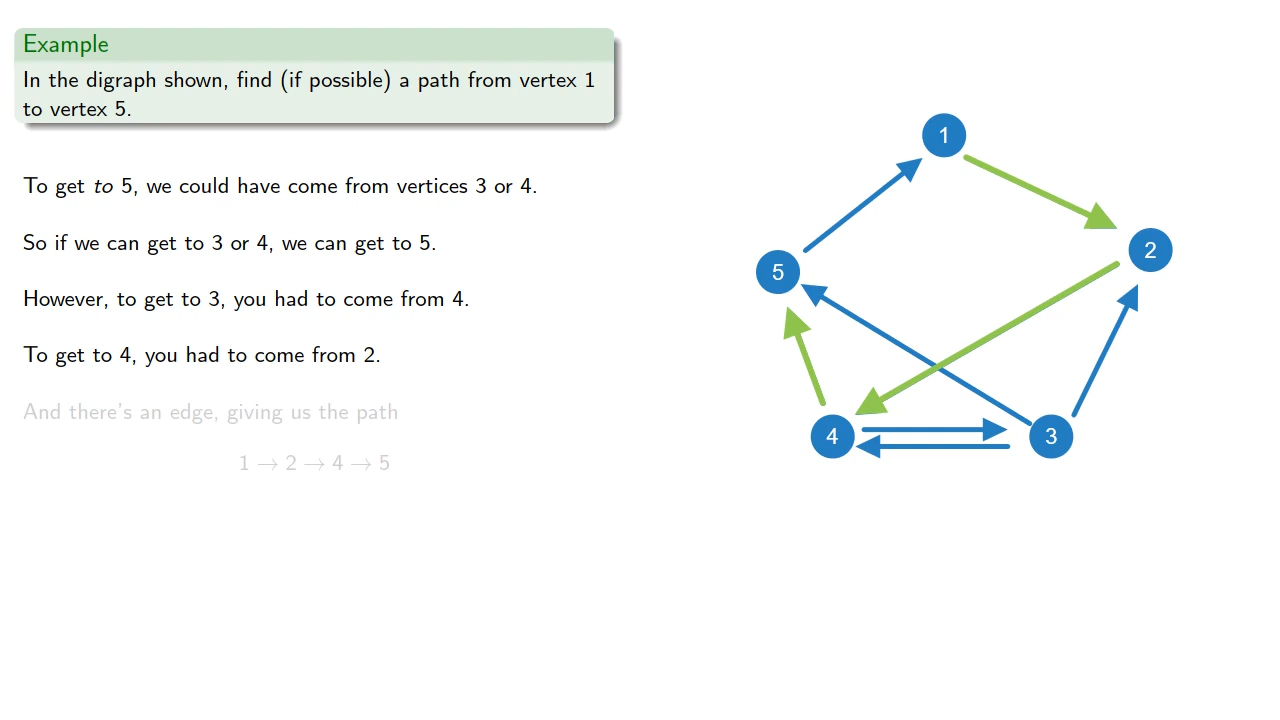 Example
In the digraph shown, find (if possible) a path from vertex 1
to vertex 5.
To get to 5, we could have come from vertices 3 or 4.
So if we can get to 3 or 4, we can get to 5.
However, to get to 3, you had to come from 4.
To get to 4, you had to come from 2.
And there's an edge, giving us the path
1 → 2 → 4 → 5
1
2
5
4
3